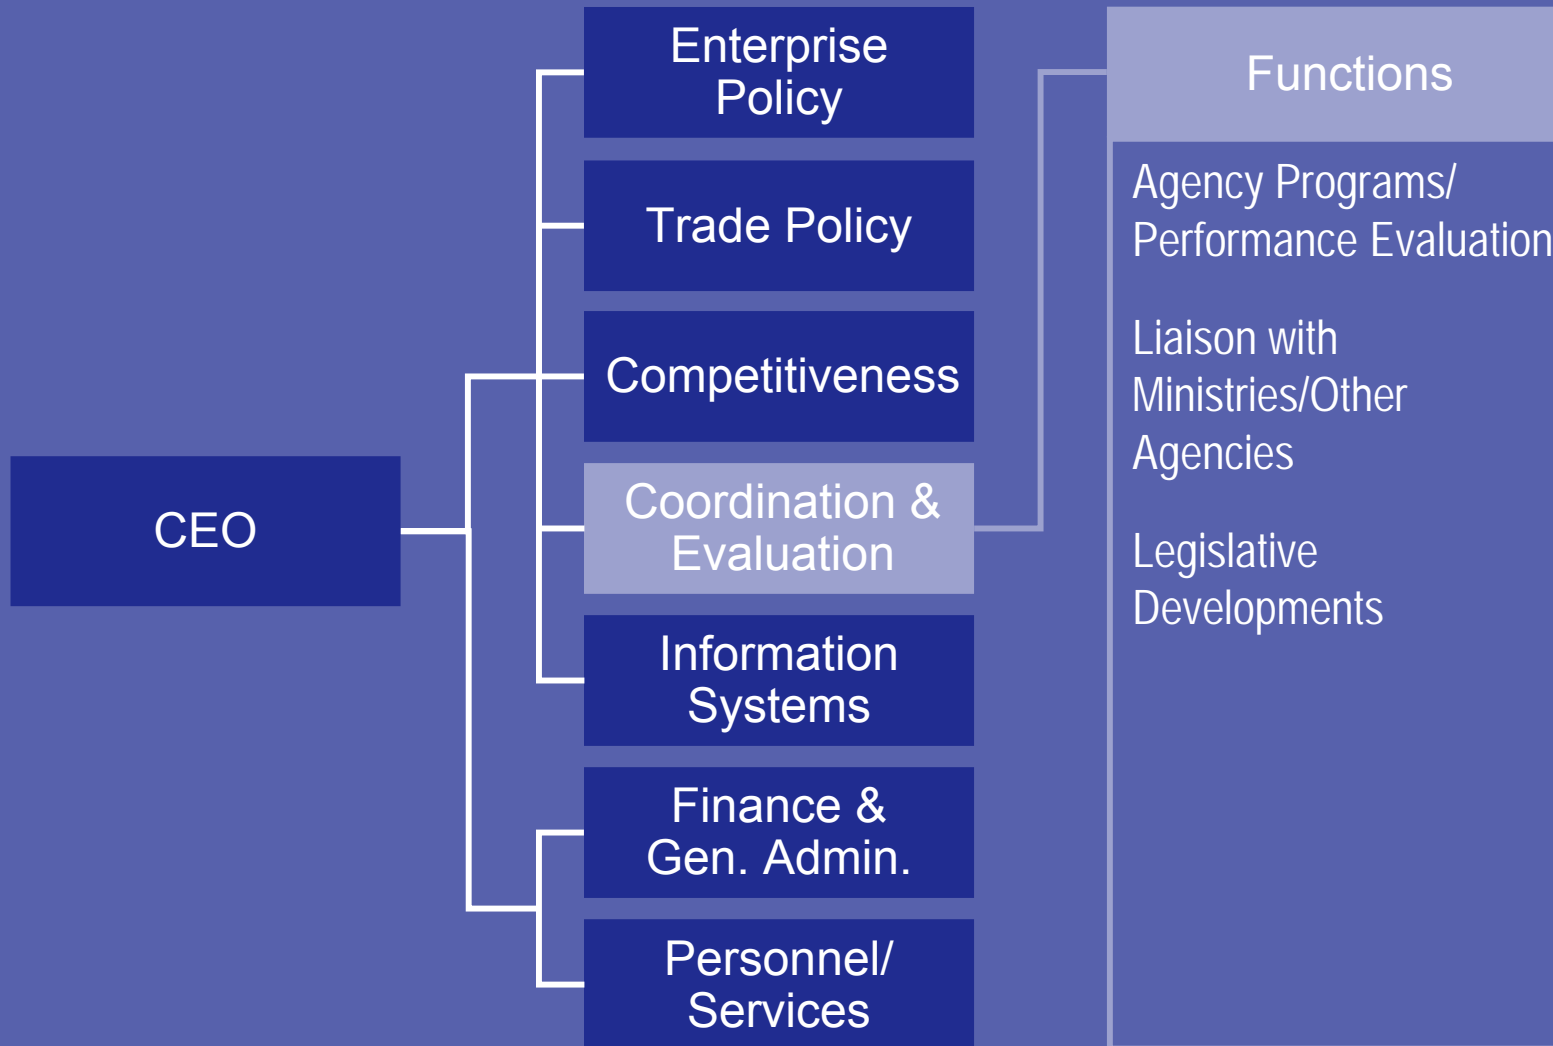 CEO
Enterprise
Policy
Trade Policy
Competitiveness
Coordination &
Evaluation
Information
Systems
Finance &
Gen. Admin.
Personnel/
Services
Functions
Agency Programs/
Performance Evaluation
Liaison with
Ministries/Other
Agencies
Legislative
Developments